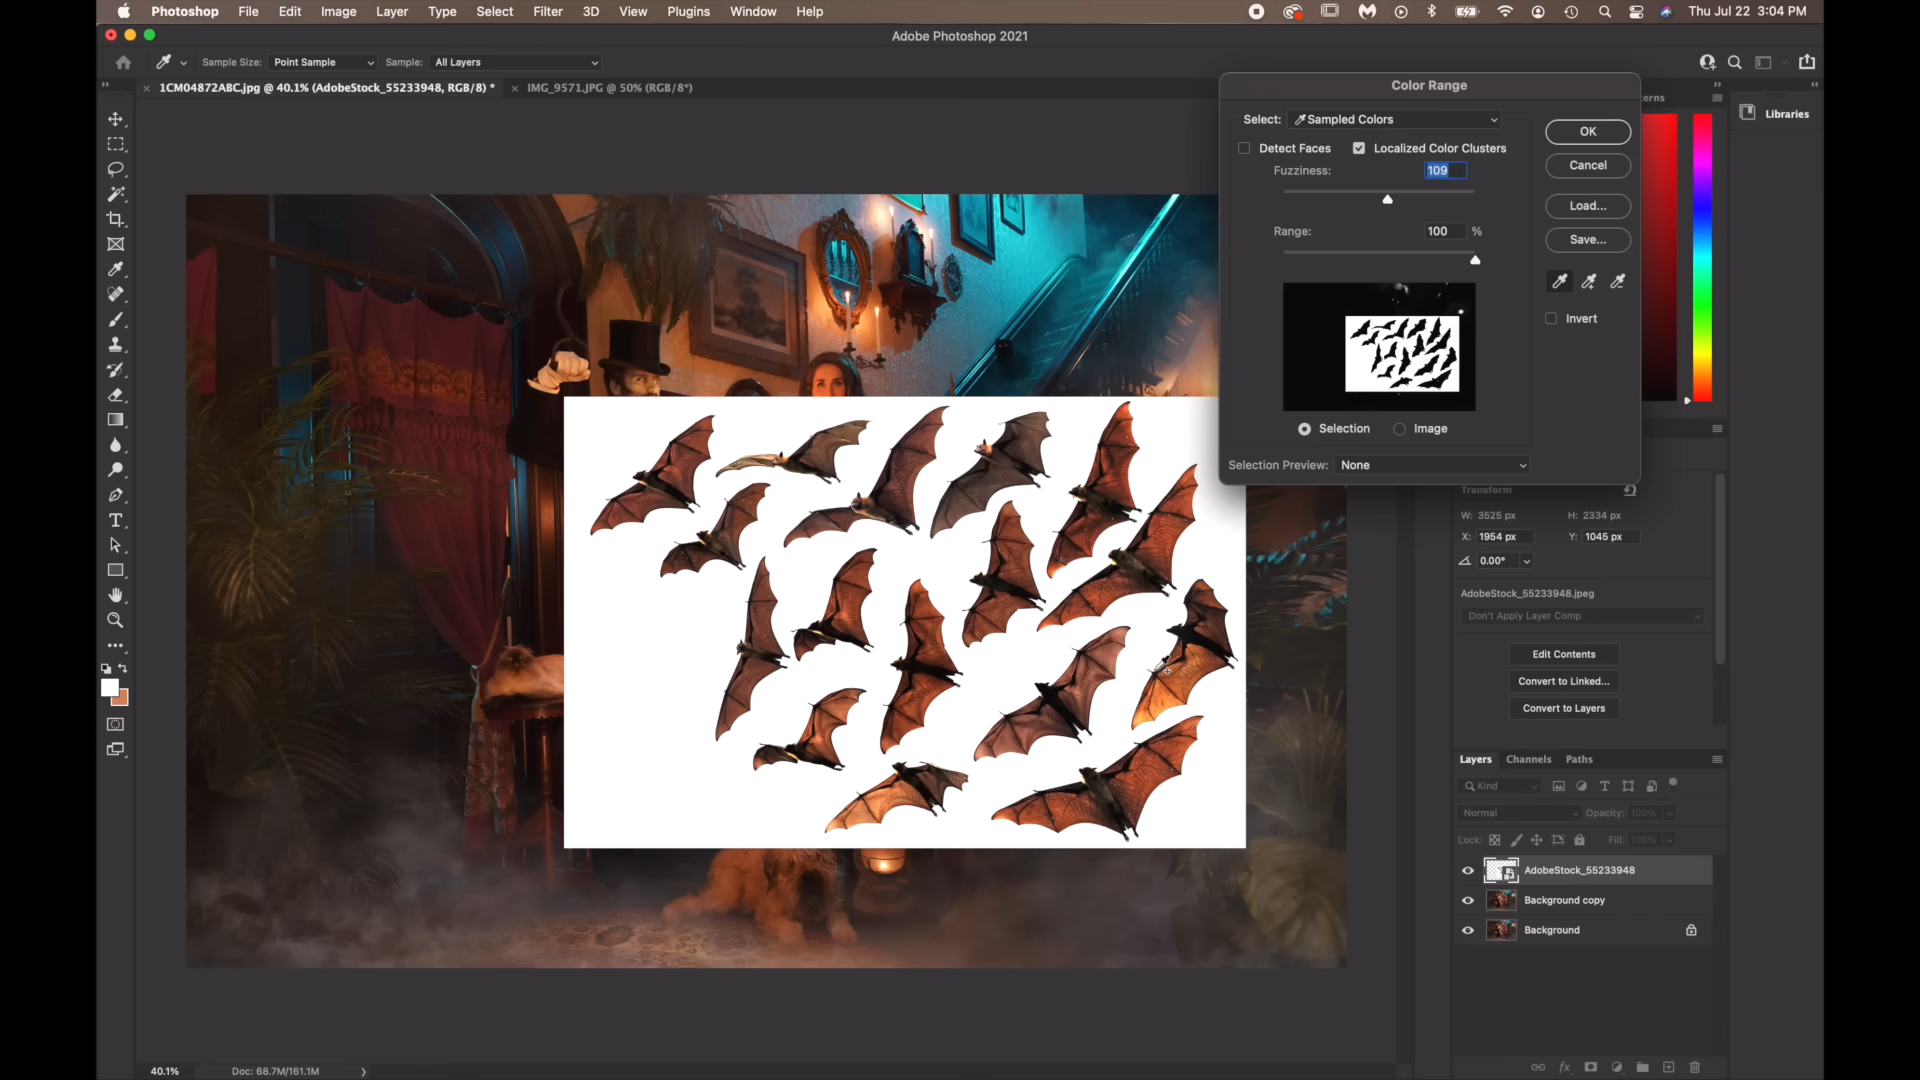 Photoshop File Edit Image Layer Type Select Filter 3D View Plugins Window Help Thu Jul 22 3:04 PM
Adobe Photoshop 2021
Sample Size: Point Sample Sample: All Layers
1CM04872ABC.jpg @ 40.1% (AdobeStock_55233948, RGB/8) * IMG_9571.JPG @ 50% (RGB/8*)
Color Range
Select: Sampled Colors
OK
Detect Faces Localized Color Clusters
Cancel
Fuzziness: 109
Load...
Range: 100 %
Save...
Invert
Selection Image
Selection Preview: None
erns
Libraries
Transform
W: 3525 px H: 2334 px
X: 1954 px Y: 1045 px
0.00°
AdobeStock_55233948.jpeg
Don't Apply Layer Comp
Edit Contents
Convert to Linked...
Convert to Layers
Layers Channels Paths
Kind
Normal Opacity: 100%
Lock: Fill: 100%
AdobeStock_55233948
Background copy
Background
40.1% Doc: 68.7M/161.1M